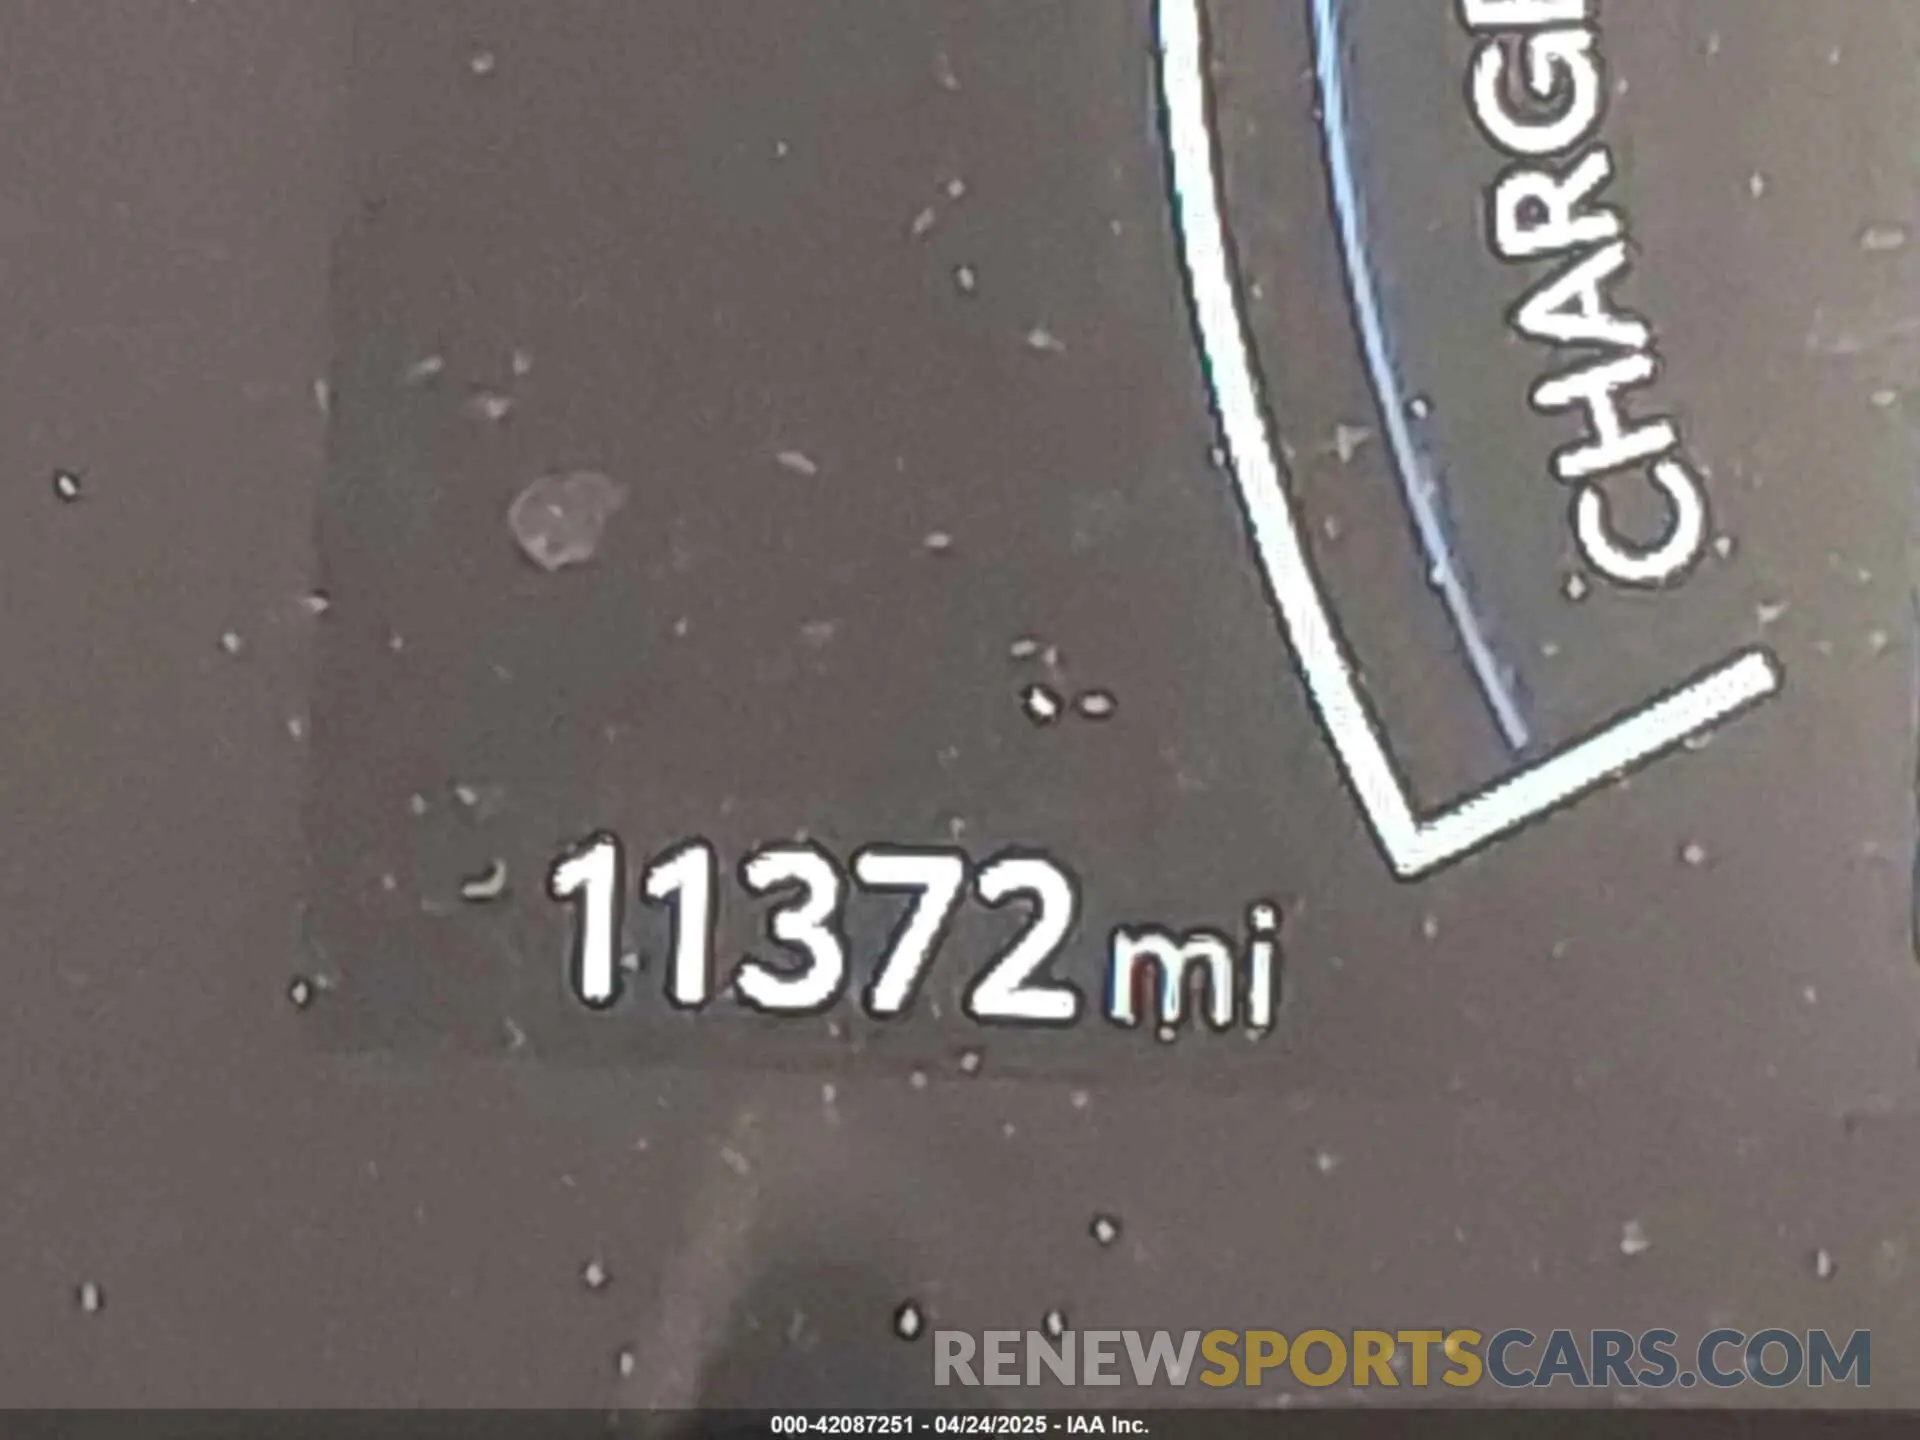 CHARGE
11372 mi
RENEWSPORTSCARS.COM
000-42087251 - 04/24/2025 - IAA Inc.